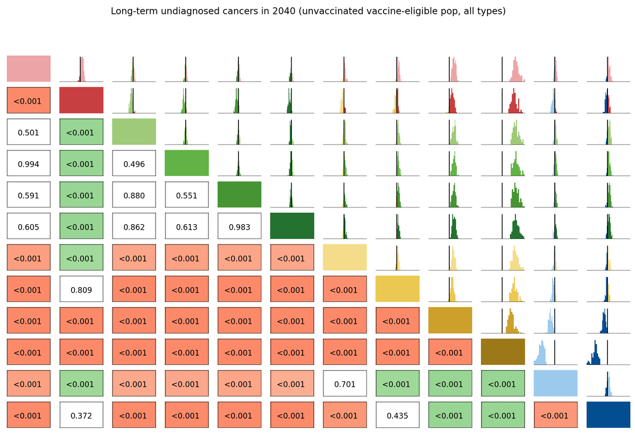 Long-term undiagnosed cancers in 2040 (unvaccinated vaccine-eligible pop, all types)
<0.001
0.501 <0.001
0.994 <0.001 0.496
0.591 <0.001 0.880 0.551
0.605 <0.001 0.862 0.613 0.983
<0.001 <0.001 <0.001 <0.001 <0.001 <0.001
<0.001 0.809 <0.001 <0.001 <0.001 <0.001 <0.001
<0.001 <0.001 <0.001 <0.001 <0.001 <0.001 <0.001 <0.001
<0.001 <0.001 <0.001 <0.001 <0.001 <0.001 <0.001 <0.001 <0.001
<0.001 <0.001 <0.001 <0.001 <0.001 <0.001 0.701 <0.001 <0.001 <0.001
<0.001 0.372 <0.001 <0.001 <0.001 <0.001 <0.001 0.435 <0.001 <0.001 <0.001